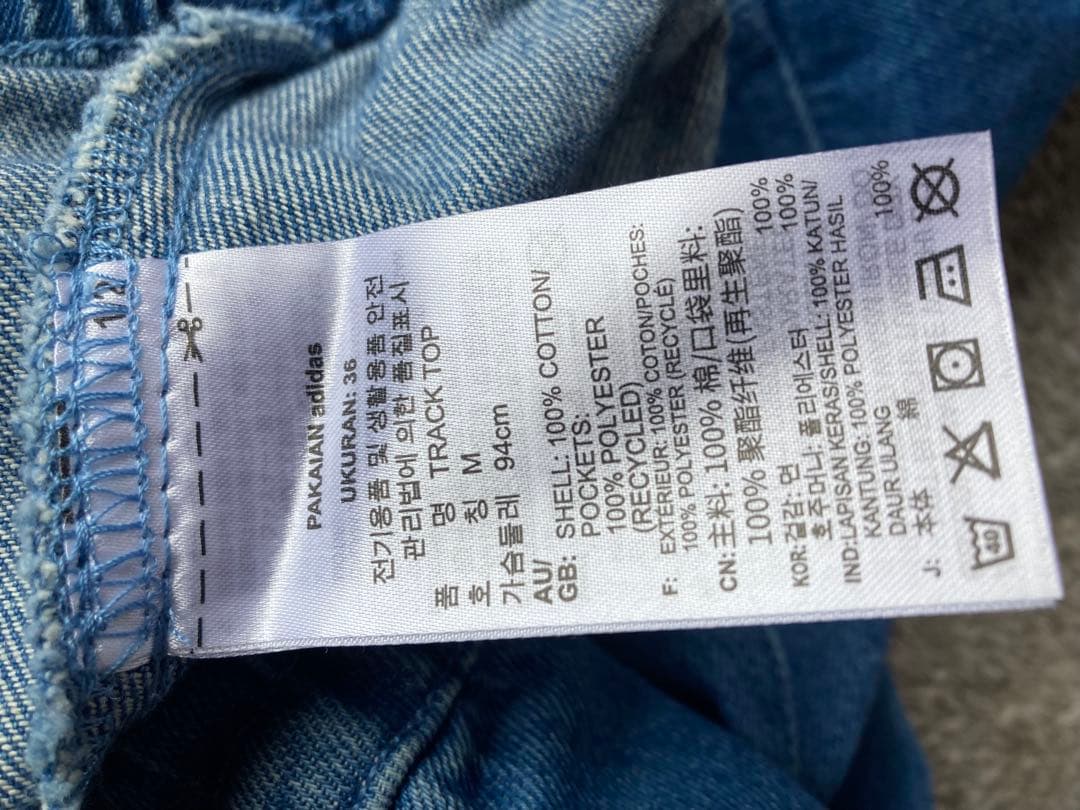 1/2
PAKAIAN adidas
UKURAN: 36
전기용품 및 생활용품 안전
관리법에 의한 품질표시
품 명 TRACK TOP
호 칭 M
가슴둘레 94cm
AU/
GB: SHELL: 100% COTTON/
POCKETS:
100% POLYESTER
(RECYCLED)
F: EXTERIEUR: 100% COTON/POCHES:
100% POLYESTER (RECYCLÉ)
CN: 主料: 100% 棉/口袋里料:
100% 聚酯纤维(再生聚酯)
KOR: 겉감: 면 100%
호주머니: 폴리에스터 100%
IND: LAPISAN KERAS/SHELL: 100% KATUN/
KANTUNG: 100% POLYESTER HASIL
DAUR ULANG
J: 本体 綿 100%
40